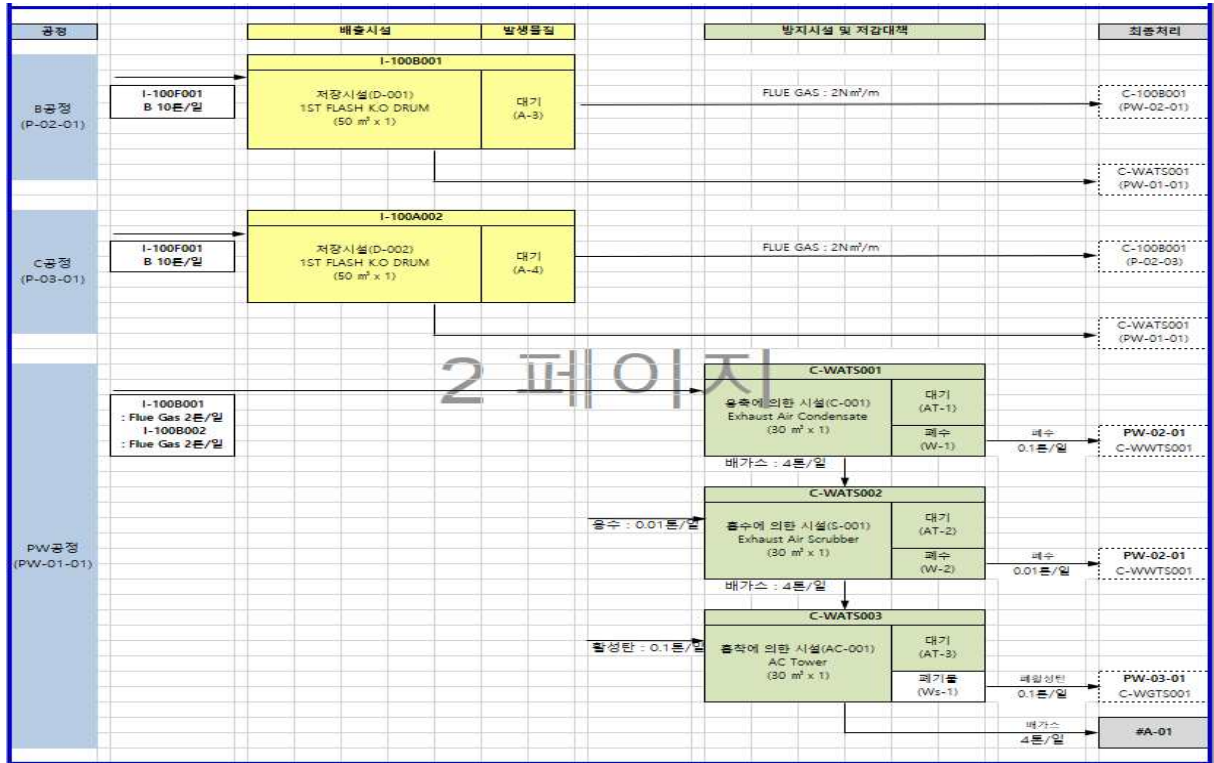 공정 배출시설 발생물질 방지시설 및 저감대책 최종처리
B공정
(P-02-01)
I-100F001
B 10톤/일
I-100B001
저장시설(D-001)
1ST FLASH K.O DRUM
(50 ㎥ x 1)
대기
(A-3)
FLUE GAS : 2N㎥/m
C-100B001
(PW-02-01)
C-WATS001
(PW-01-01)
C공정
(P-03-01)
I-100F001
B 10톤/일
I-100A002
저장시설(D-002)
1ST FLASH K.O DRUM
(50 ㎥ x 1)
대기
(A-4)
FLUE GAS : 2N㎥/m
C-100B001
(P-02-03)
C-WATS001
(PW-01-01)
2 페이지
PW공정
(PW-01-01)
I-100B001
: Flue Gas 2톤/일
I-100B002
: Flue Gas 2톤/일
C-WATS001
응축에 의한 시설(C-001)
Exhaust Air Condensate
(30 ㎥ x 1)
대기
(AT-1)
폐수
(W-1)
폐수
0.1톤/일
PW-02-01
C-WWTS001
배가스 : 4톤/일
C-WATS002
용수 : 0.01톤/일
흡수에 의한 시설(S-001)
Exhaust Air Scrubber
(30 ㎥ x 1)
대기
(AT-2)
폐수
(W-2)
폐수
0.01톤/일
PW-02-01
C-WWTS001
배가스 : 4톤/일
C-WATS003
활성탄 : 0.1톤/일
흡착에 의한 시설(AC-001)
AC Tower
(30 ㎥ x 1)
대기
(AT-3)
폐기물
(Ws-1)
폐활성탄
0.1톤/일
PW-03-01
C-WGTS001
배가스
4톤/일
#A-01